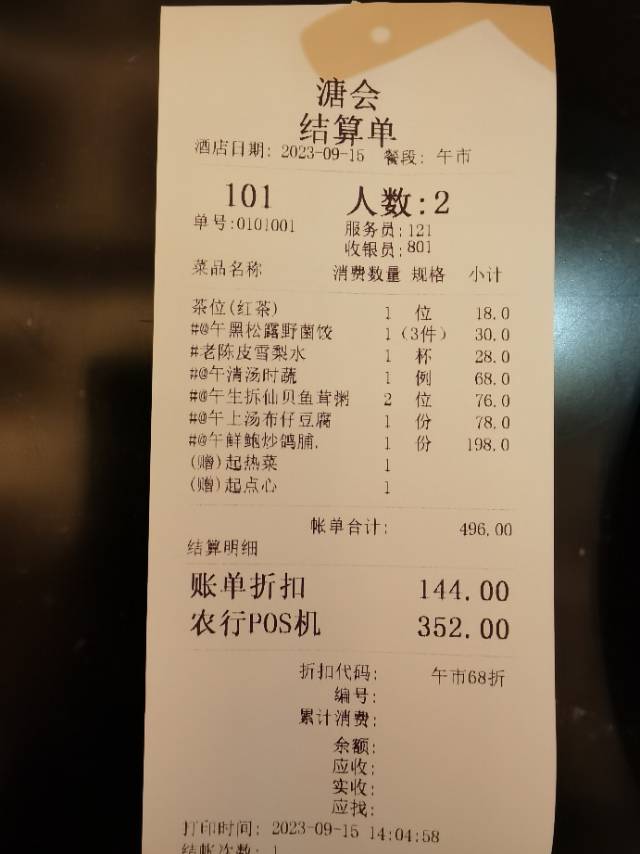 溏会
结算单
酒店日期: 2023-09-15 餐段: 午市
101 人数:2
单号:0101001 服务员:121
收银员:801
菜品名称 消费数量 规格 小计
茶位(红茶) 1 位 18.0
#@午黑松露野菌饺 1 (3件) 30.0
#老陈皮雪梨水 1 杯 28.0
#@午清汤时蔬 1 例 68.0
#@午生拆仙贝鱼茸粥 2 位 76.0
#@午上汤布仔豆腐 1 份 78.0
#@午鲜鲍炒鸽脯. 1 份 198.0
(赠)起热菜 1
(赠)起点心 1
帐单合计: 496.00
结算明细
账单折扣 144.00
农行POS机 352.00
折扣代码: 午市68折
编号:
累计消费:
余额:
应收:
实收:
应找:
打印时间: 2023-09-15 14:04:58
结帐次数: 1